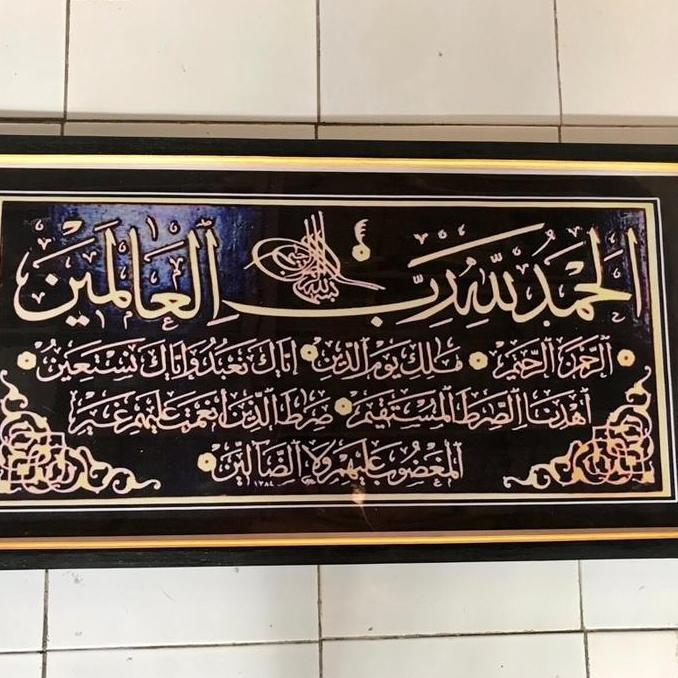 بسم الله الرحمن الرحيم
الحمد لله رب العالمين
الرحمن الرحيم مالك يوم الدين إياك نعبد وإياك نستعين
اهدنا الصراط المستقيم صراط الذين أنعمت عليهم غير
المغضوب عليهم ولا الضالين
١٣٨٤